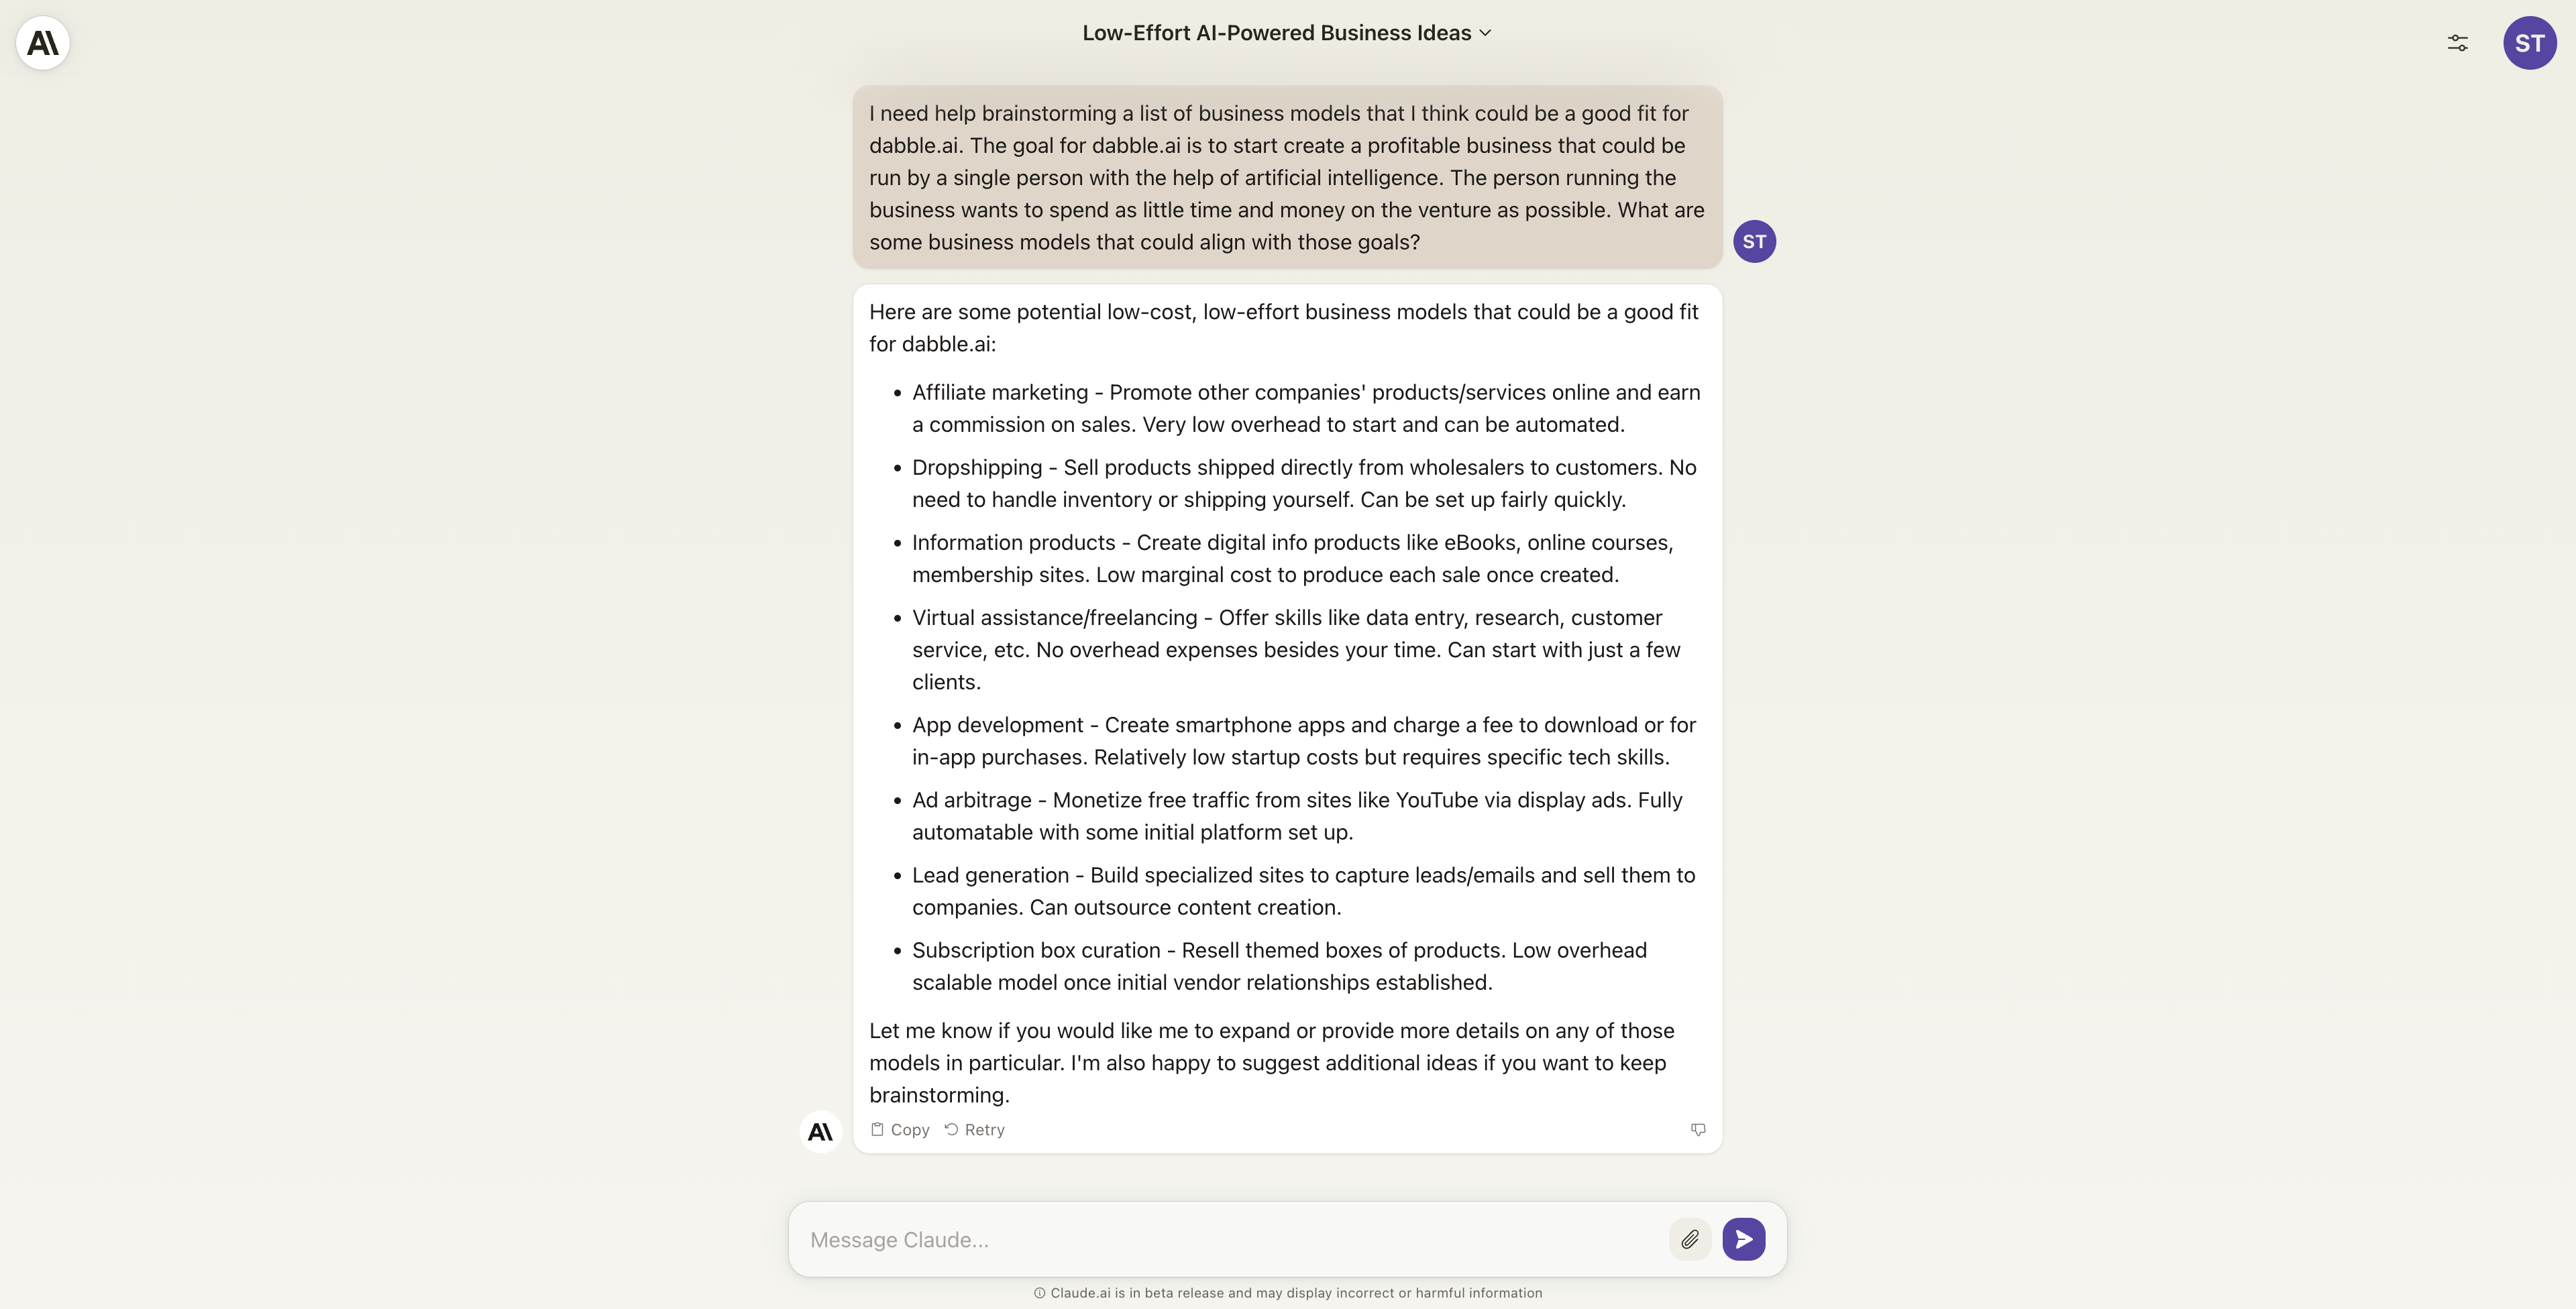 Low-Effort AI-Powered Business Ideas
ST
I need help brainstorming a list of business models that I think could be a good fit for
dabble.ai. The goal for dabble.ai is to start create a profitable business that could be
run by a single person with the help of artificial intelligence. The person running the
business wants to spend as little time and money on the venture as possible. What are
some business models that could align with those goals?
ST
Here are some potential low-cost, low-effort business models that could be a good fit
for dabble.ai:
• Affiliate marketing - Promote other companies' products/services online and earn
a commission on sales. Very low overhead to start and can be automated.
• Dropshipping - Sell products shipped directly from wholesalers to customers. No
need to handle inventory or shipping yourself. Can be set up fairly quickly.
• Information products - Create digital info products like eBooks, online courses,
membership sites. Low marginal cost to produce each sale once created.
• Virtual assistance/freelancing - Offer skills like data entry, research, customer
service, etc. No overhead expenses besides your time. Can start with just a few
clients.
• App development - Create smartphone apps and charge a fee to download or for
in-app purchases. Relatively low startup costs but requires specific tech skills.
• Ad arbitrage - Monetize free traffic from sites like YouTube via display ads. Fully
automatable with some initial platform set up.
• Lead generation - Build specialized sites to capture leads/emails and sell them to
companies. Can outsource content creation.
• Subscription box curation - Resell themed boxes of products. Low overhead
scalable model once initial vendor relationships established.
Let me know if you would like me to expand or provide more details on any of those
models in particular. I'm also happy to suggest additional ideas if you want to keep
brainstorming.
Copy Retry
Message Claude...
Claude.ai is in beta release and may display incorrect or harmful information